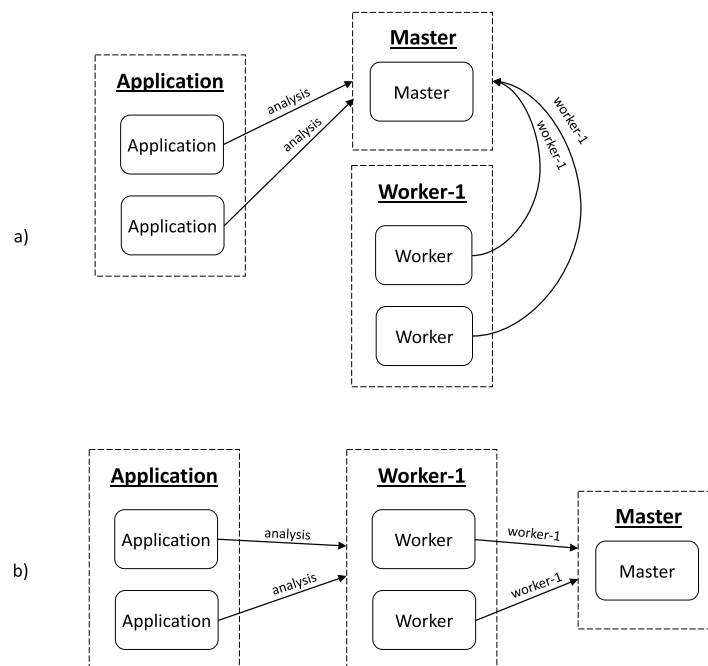 a)
Application
Application
Application
analysis
analysis
Master
Master
Worker-1
Worker
Worker
worker-1
worker-1
b)
Application
Application
Application
analysis
analysis
Worker-1
Worker
Worker
worker-1
worker-1
Master
Master